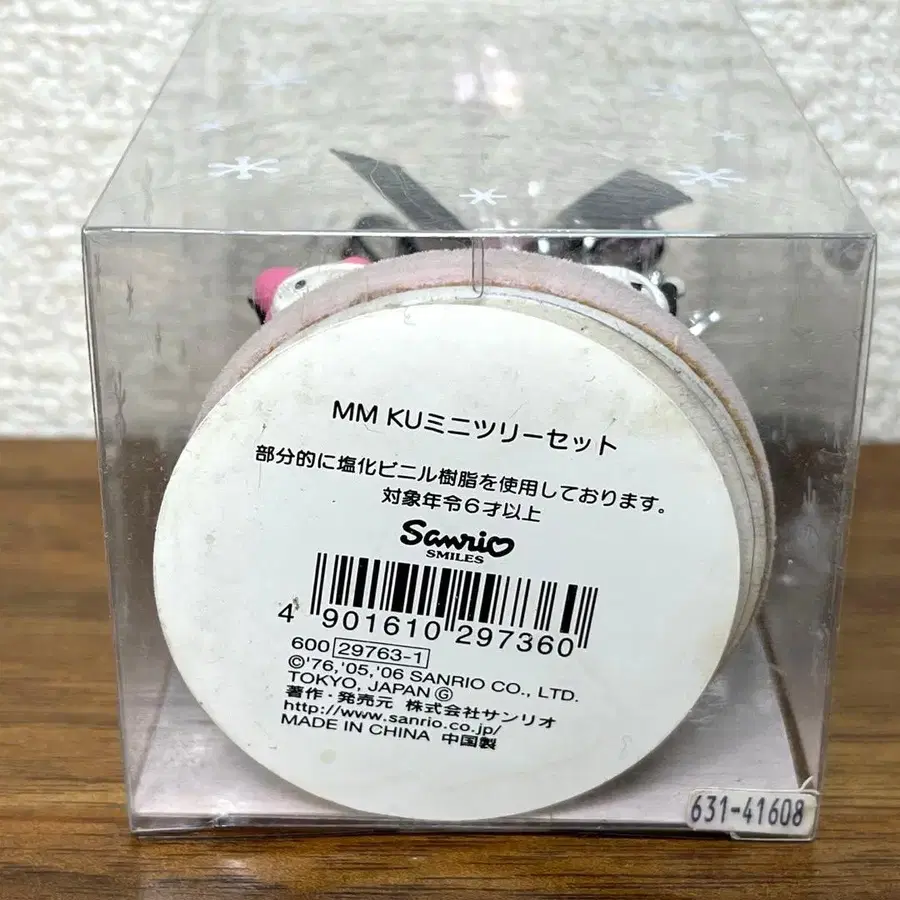 MM KUミニツリーセット
部分的に塩化ビニル樹脂を使用しております。
対象年令6才以上
Sanrio
SMILES
4 901610 297360
600 29763-1
©'76,'05,'06 SANRIO CO., LTD.
TOKYO, JAPAN Ⓖ
著作・発売元 株式会社サンリオ
http://www.sanrio.co.jp/
MADE IN CHINA 中国製
631-41608